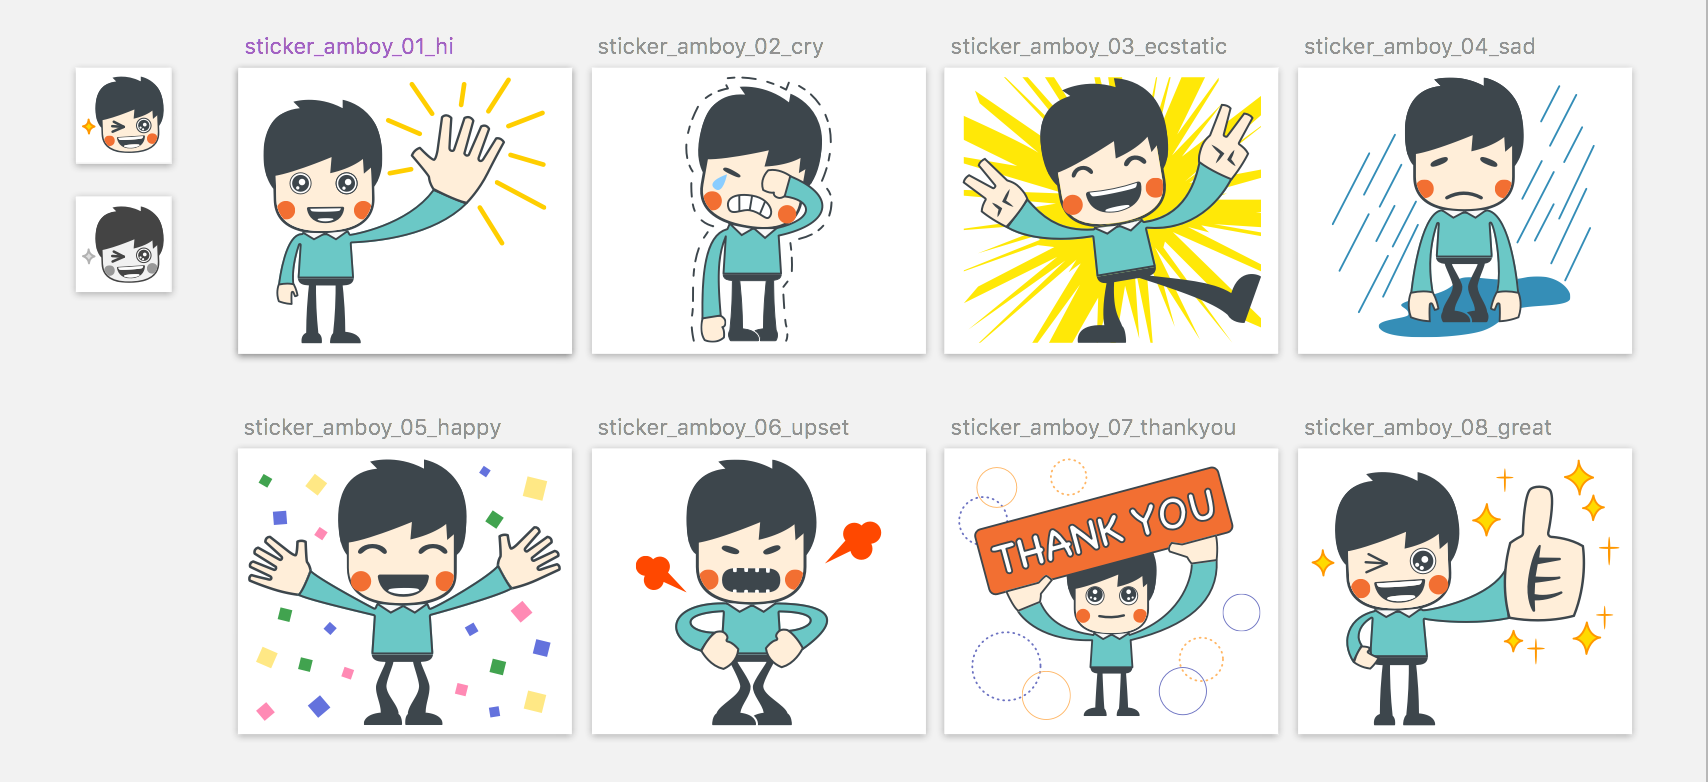 sticker_amboy_01_hi
sticker_amboy_02_cry
sticker_amboy_03_ecstatic
sticker_amboy_04_sad
sticker_amboy_05_happy
sticker_amboy_06_upset
sticker_amboy_07_thankyou
sticker_amboy_08_great
THANK YOU